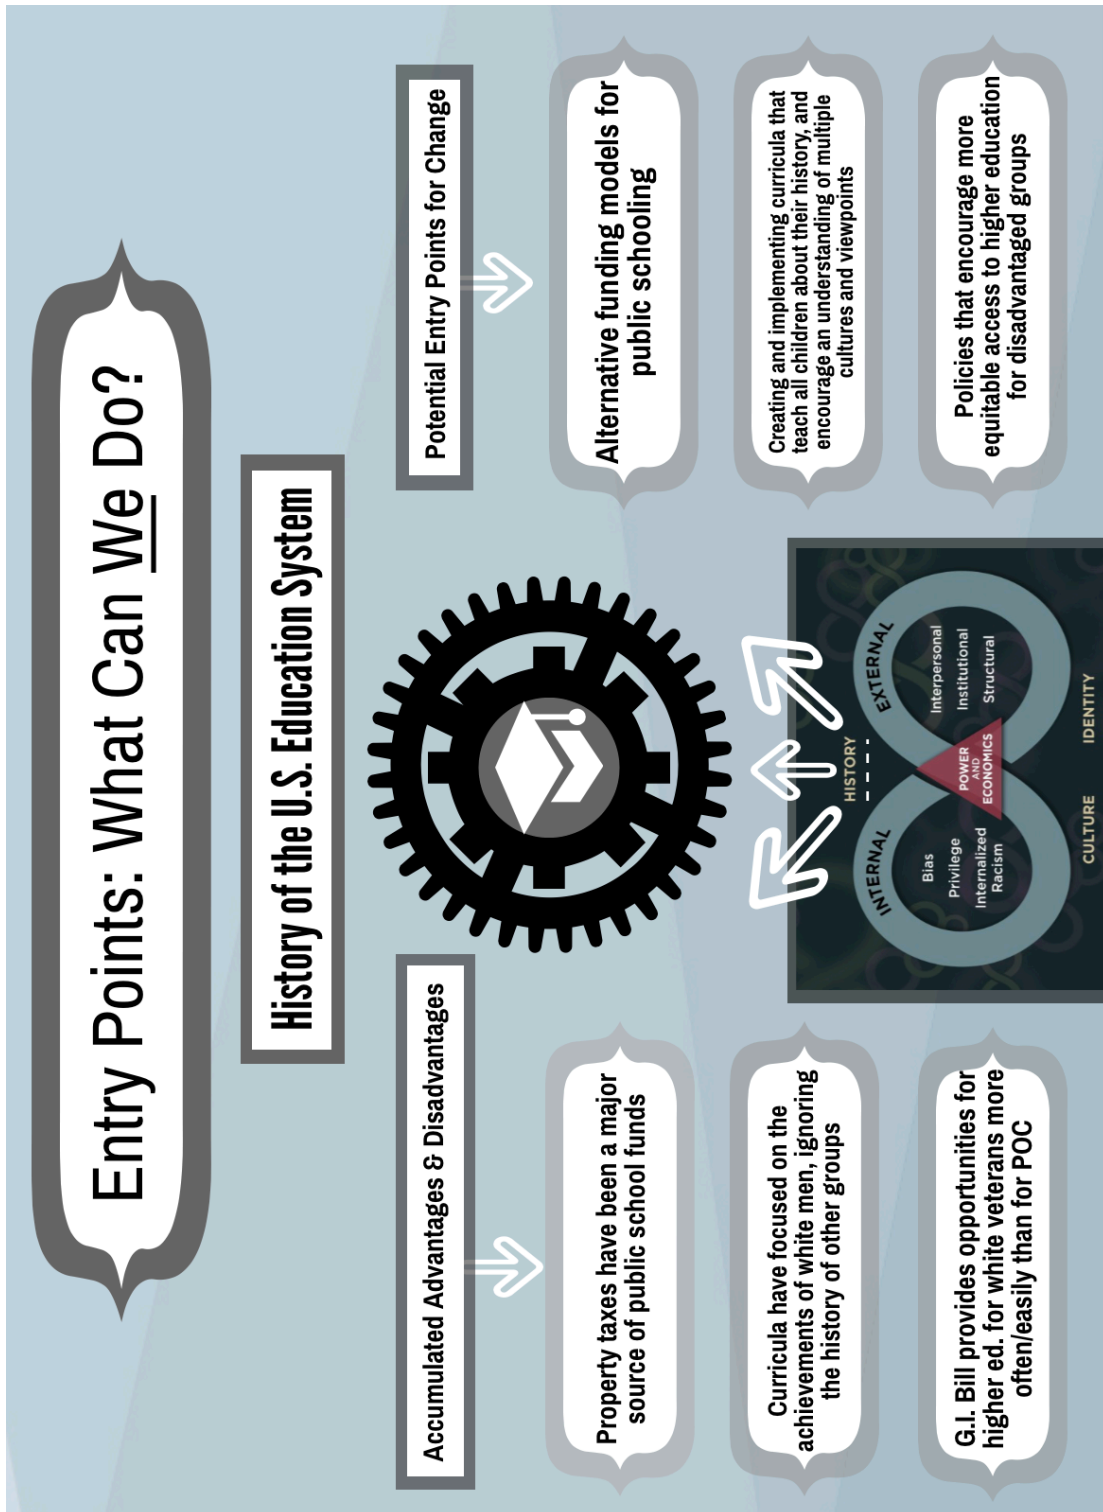 Entry Points: What Can We Do?
History of the U.S. Education System
Accumulated Advantages & Disadvantages
Property taxes have been a major
source of public school funds
Curricula have focused on the
achievements of white men, ignoring
the history of other groups
G.I. Bill provides opportunities for
higher ed. for white veterans more
often/easily than for POC
Potential Entry Points for Change
Alternative funding models for
public schooling
Creating and implementing curricula that
teach all children about their history, and
encourage an understanding of multiple
cultures and viewpoints
Policies that encourage more
equitable access to higher education
for disadvantaged groups
HISTORY
INTERNAL
Bias
Privilege
Internalized
Racism
POWER
AND
ECONOMICS
EXTERNAL
Interpersonal
Institutional
Structural
CULTURE
IDENTITY